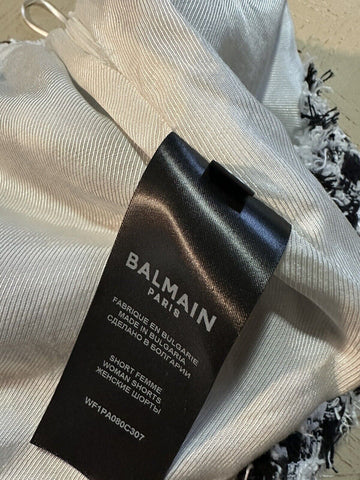 BALMAIN
PARIS
FABRIQUE EN BULGARIE
MADE IN BULGARIA
СДЕЛАНО В БОЛГАРИИ
SHORT FEMME
WOMAN SHORTS
ЖЕНСКИЕ ШОРТЫ
WF1PA080C307